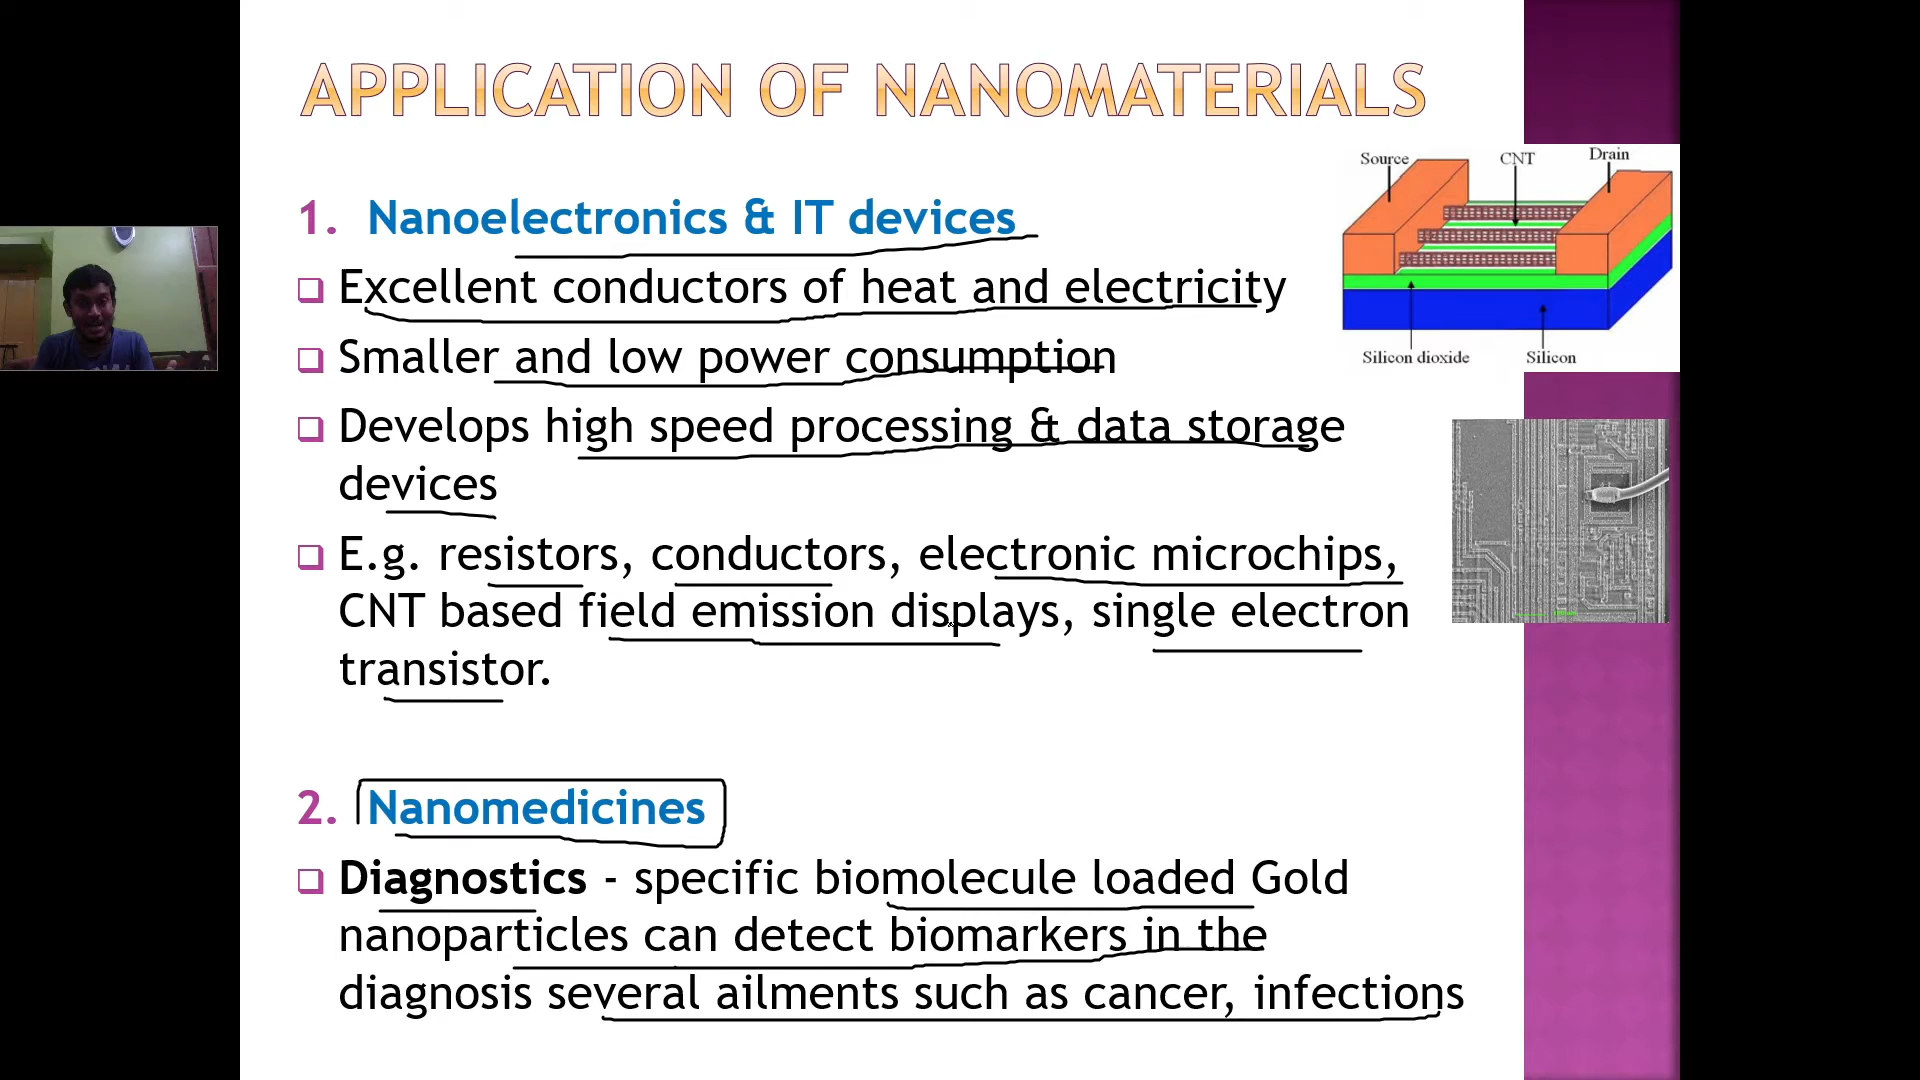 APPLICATION OF NANOMATERIALS
1. Nanoelectronics & IT devices
Excellent conductors of heat and electricity
Smaller and low power consumption
Develops high speed processing & data storage
devices
E.g. resistors, conductors, electronic microchips,
CNT based field emission displays, single electron
transistor.
2. Nanomedicines
Diagnostics - specific biomolecule loaded Gold
nanoparticles can detect biomarkers in the
diagnosis several ailments such as cancer, infections
Source CNT Drain
Silicon dioxide Silicon